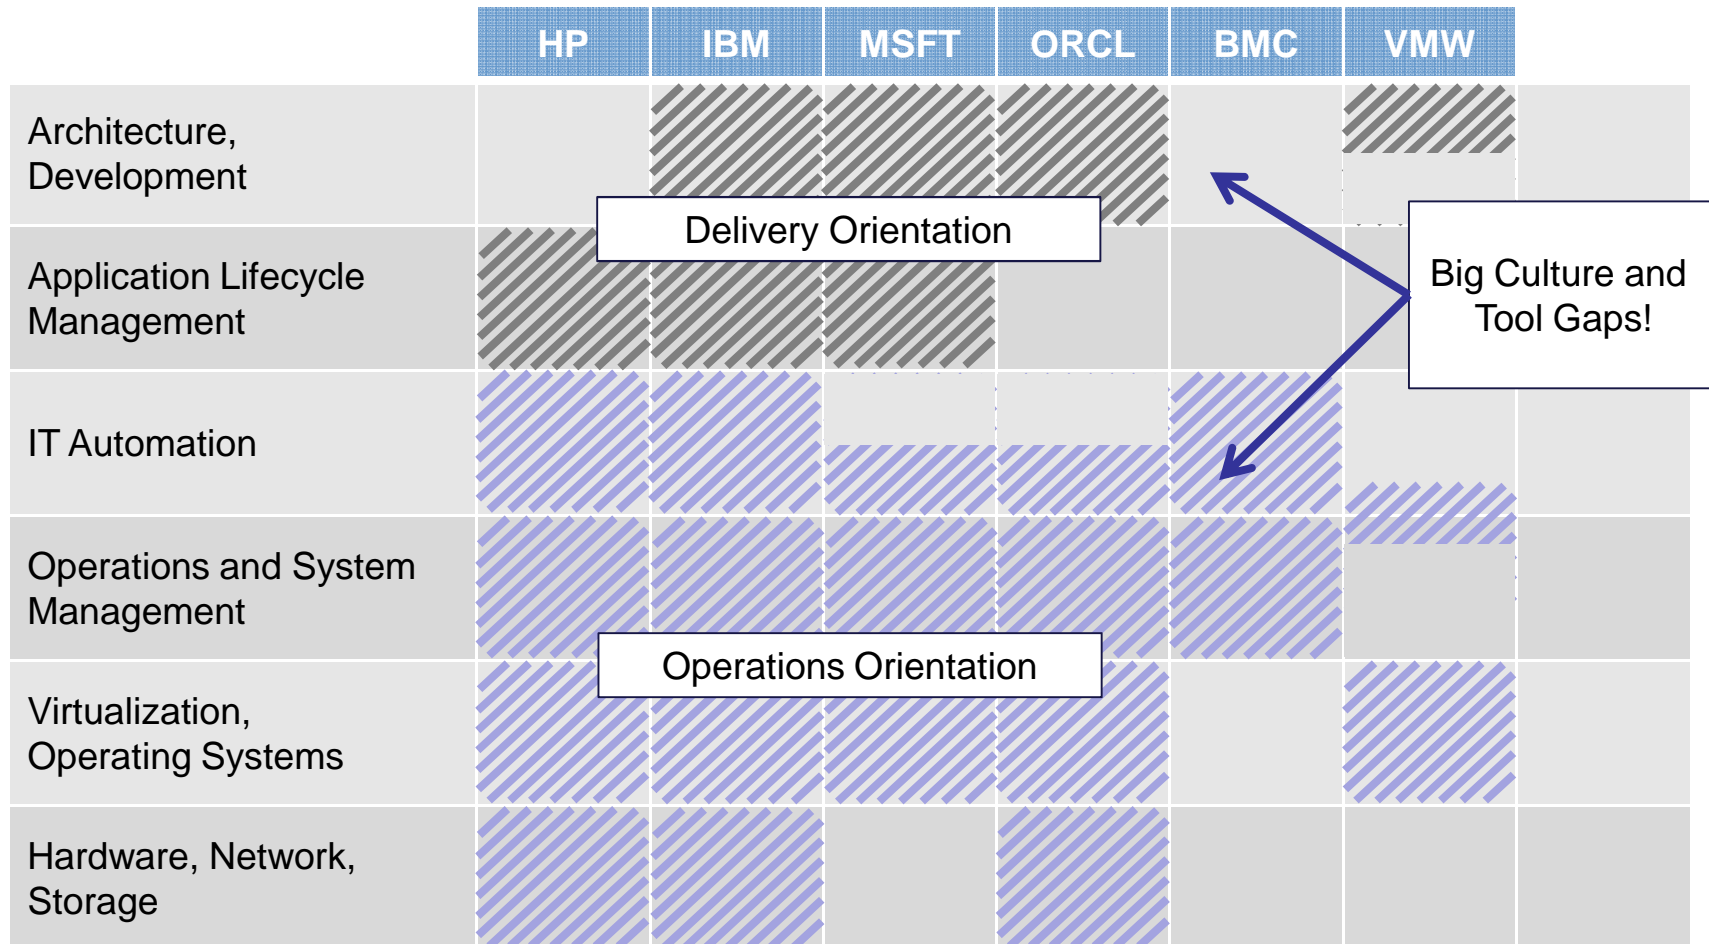 HP IBM MSFT ORCL BMC VMW
Architecture,
Development
Delivery Orientation
Application Lifecycle
Management
Big Culture and
Tool Gaps!
IT Automation
Operations and System
Management
Operations Orientation
Virtualization,
Operating Systems
Hardware, Network,
Storage